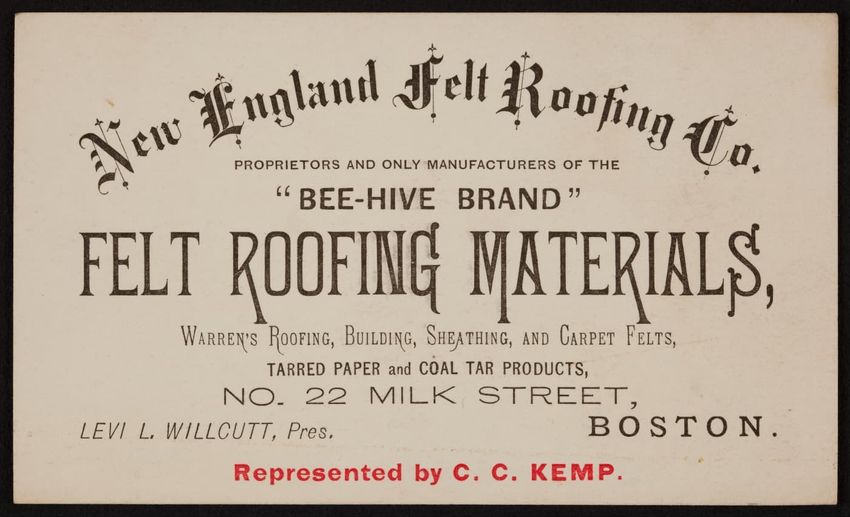 New England Felt Roofing Co.
PROPRIETORS AND ONLY MANUFACTURERS OF THE
"BEE-HIVE BRAND"
FELT ROOFING MATERIALS,
WARREN'S ROOFING, BUILDING, SHEATHING, AND CARPET FELTS,
TARRED PAPER and COAL TAR PRODUCTS,
NO. 22 MILK STREET,
LEVI L. WILLCUTT, Pres. BOSTON.
Represented by C. C. KEMP.